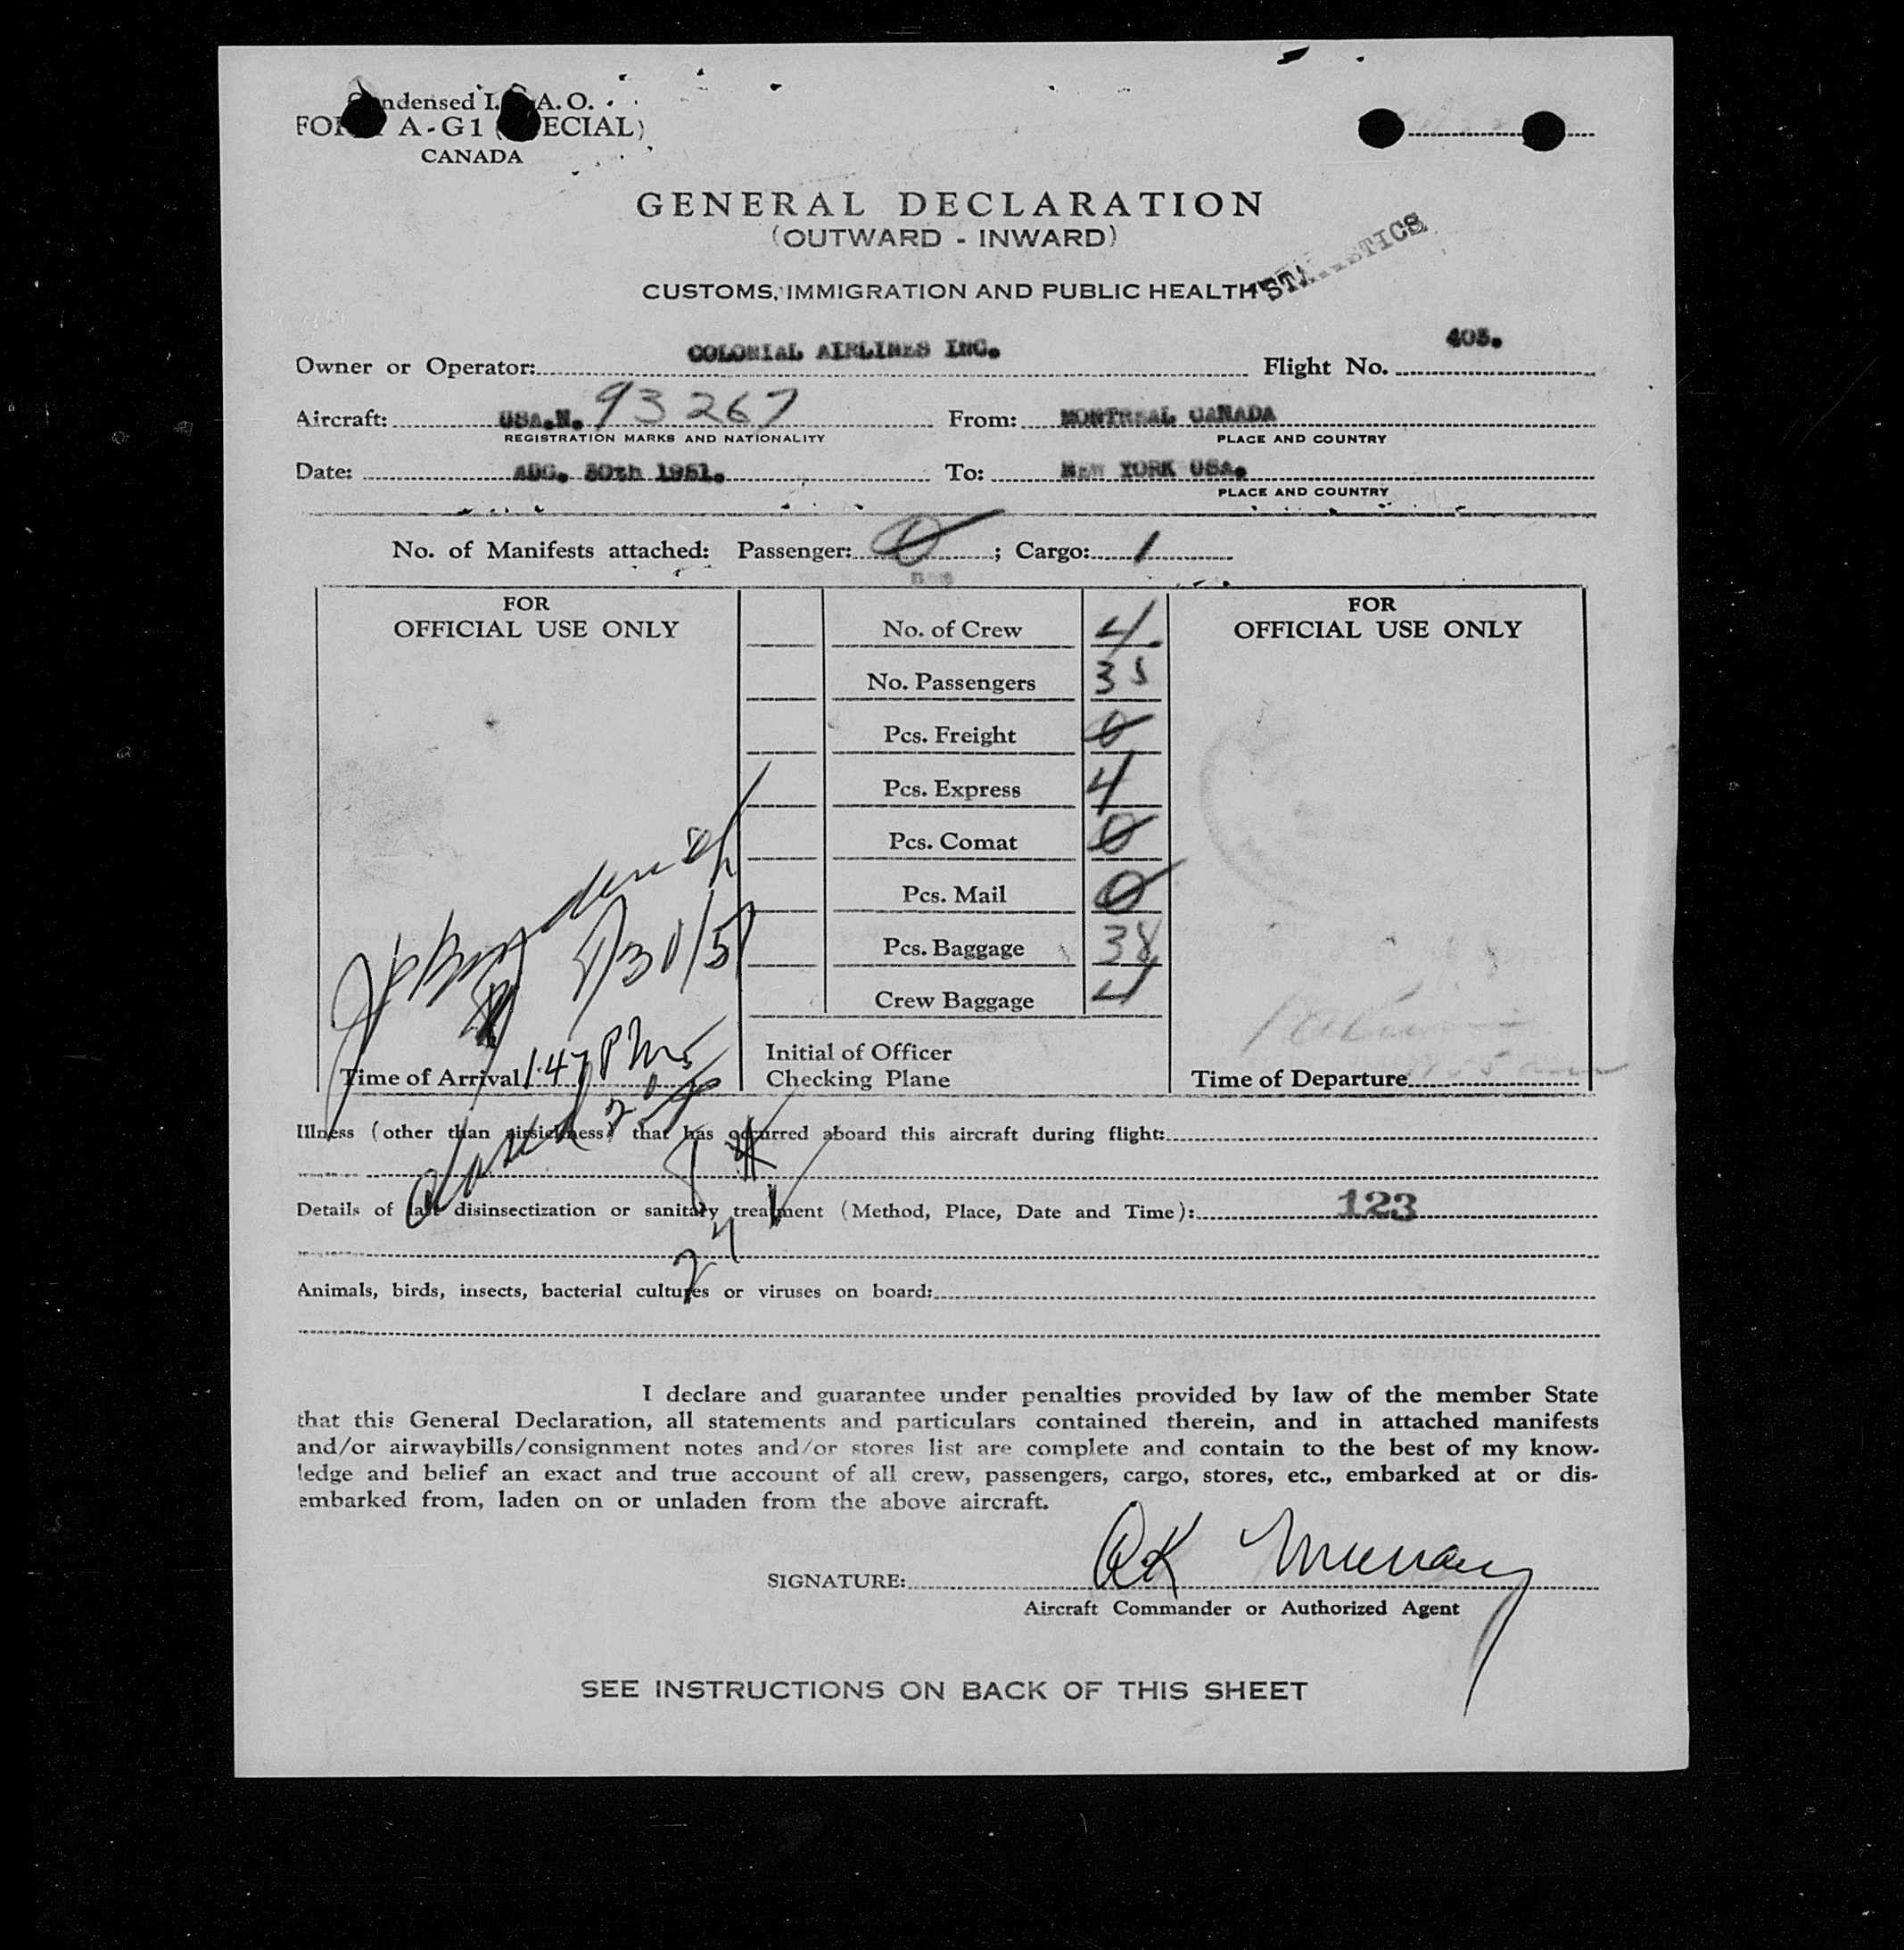 Condensed I.C.A.O.
FORM A-G1 (SPECIAL)
CANADA
GENERAL DECLARATION
(OUTWARD - INWARD)
STATISTICS
CUSTOMS, IMMIGRATION AND PUBLIC HEALTH
Owner or Operator: COLONIAL AIRLINES INC. Flight No. 403.
Aircraft: USA.N. 93267 From: MONTREAL CANADA
REGISTRATION MARKS AND NATIONALITY PLACE AND COUNTRY
Date: AUG. 30th 1951. To: NEW YORK USA.
PLACE AND COUNTRY
No. of Manifests attached: Passenger: 0 ; Cargo: 1
FOR
OFFICIAL USE ONLY
No. of Crew 4
No. Passengers 35
Pcs. Freight 0
Pcs. Express 4
Pcs. Comat 0
Pcs. Mail 0
Pcs. Baggage 38
Crew Baggage 4
Initial of Officer
Checking Plane
FOR
OFFICIAL USE ONLY
8/30/51
Time of Arrival 1.47 PM
Time of Departure
Illness (other than airsickness) that has occurred aboard this aircraft during flight:
Details of last disinsectization or sanitary treatment (Method, Place, Date and Time): 123
Animals, birds, insects, bacterial cultures or viruses on board:
I declare and guarantee under penalties provided by law of the member State
that this General Declaration, all statements and particulars contained therein, and in attached manifests
and/or airwaybills/consignment notes and/or stores list are complete and contain to the best of my know-
ledge and belief an exact and true account of all crew, passengers, cargo, stores, etc., embarked at or dis-
embarked from, laden on or unladen from the above aircraft.
SIGNATURE: AK Murray
Aircraft Commander or Authorized Agent
SEE INSTRUCTIONS ON BACK OF THIS SHEET